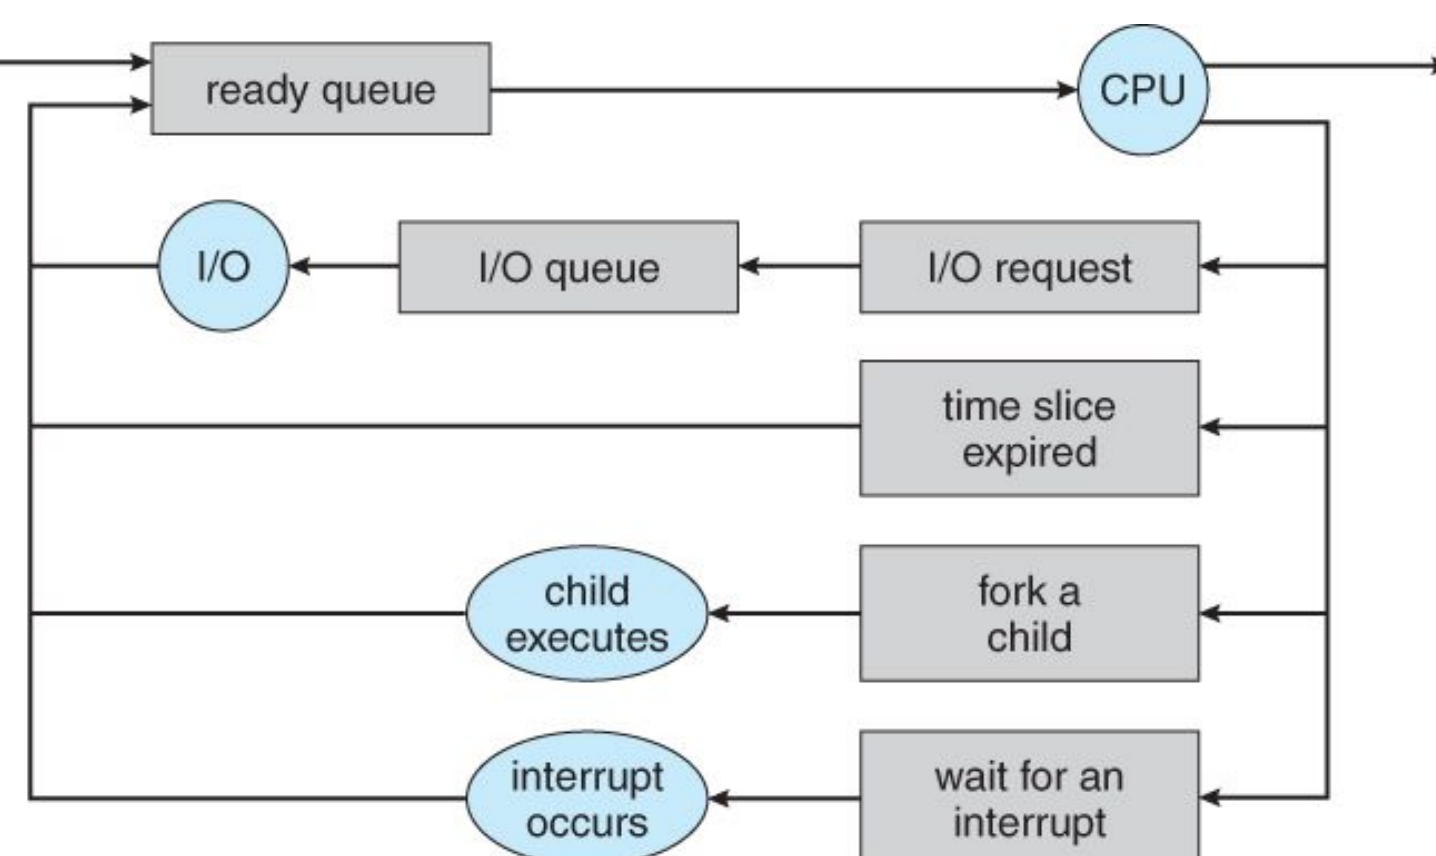 ready queue
CPU
I/O
I/O queue
I/O request
time slice
expired
child
executes
fork a
child
interrupt
occurs
wait for an
interrupt